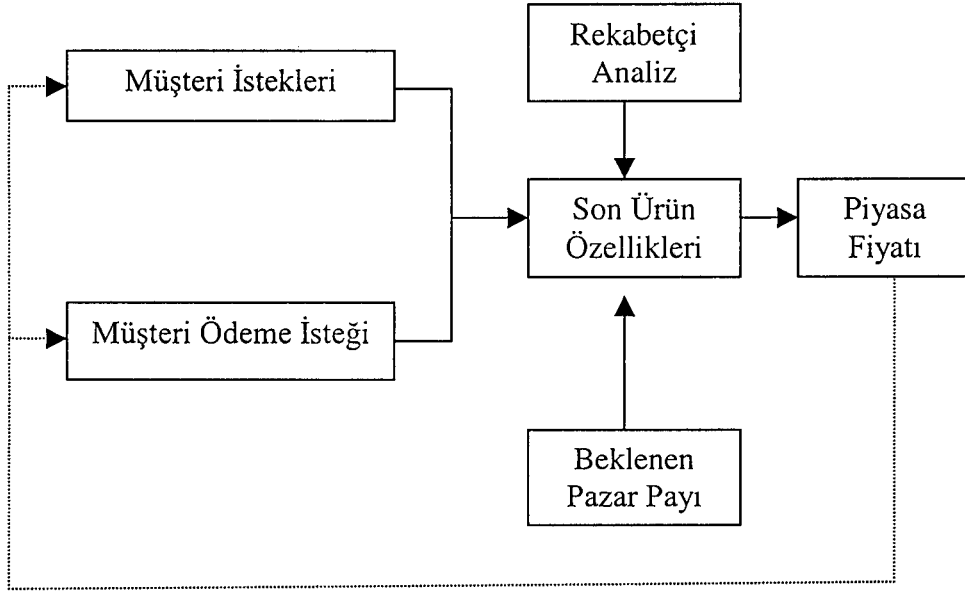 Rekabetçi
Analiz
Müşteri İstekleri
Son Ürün
Özellikleri
Piyasa
Fiyatı
Müşteri Ödeme İsteği
Beklenen
Pazar Payı